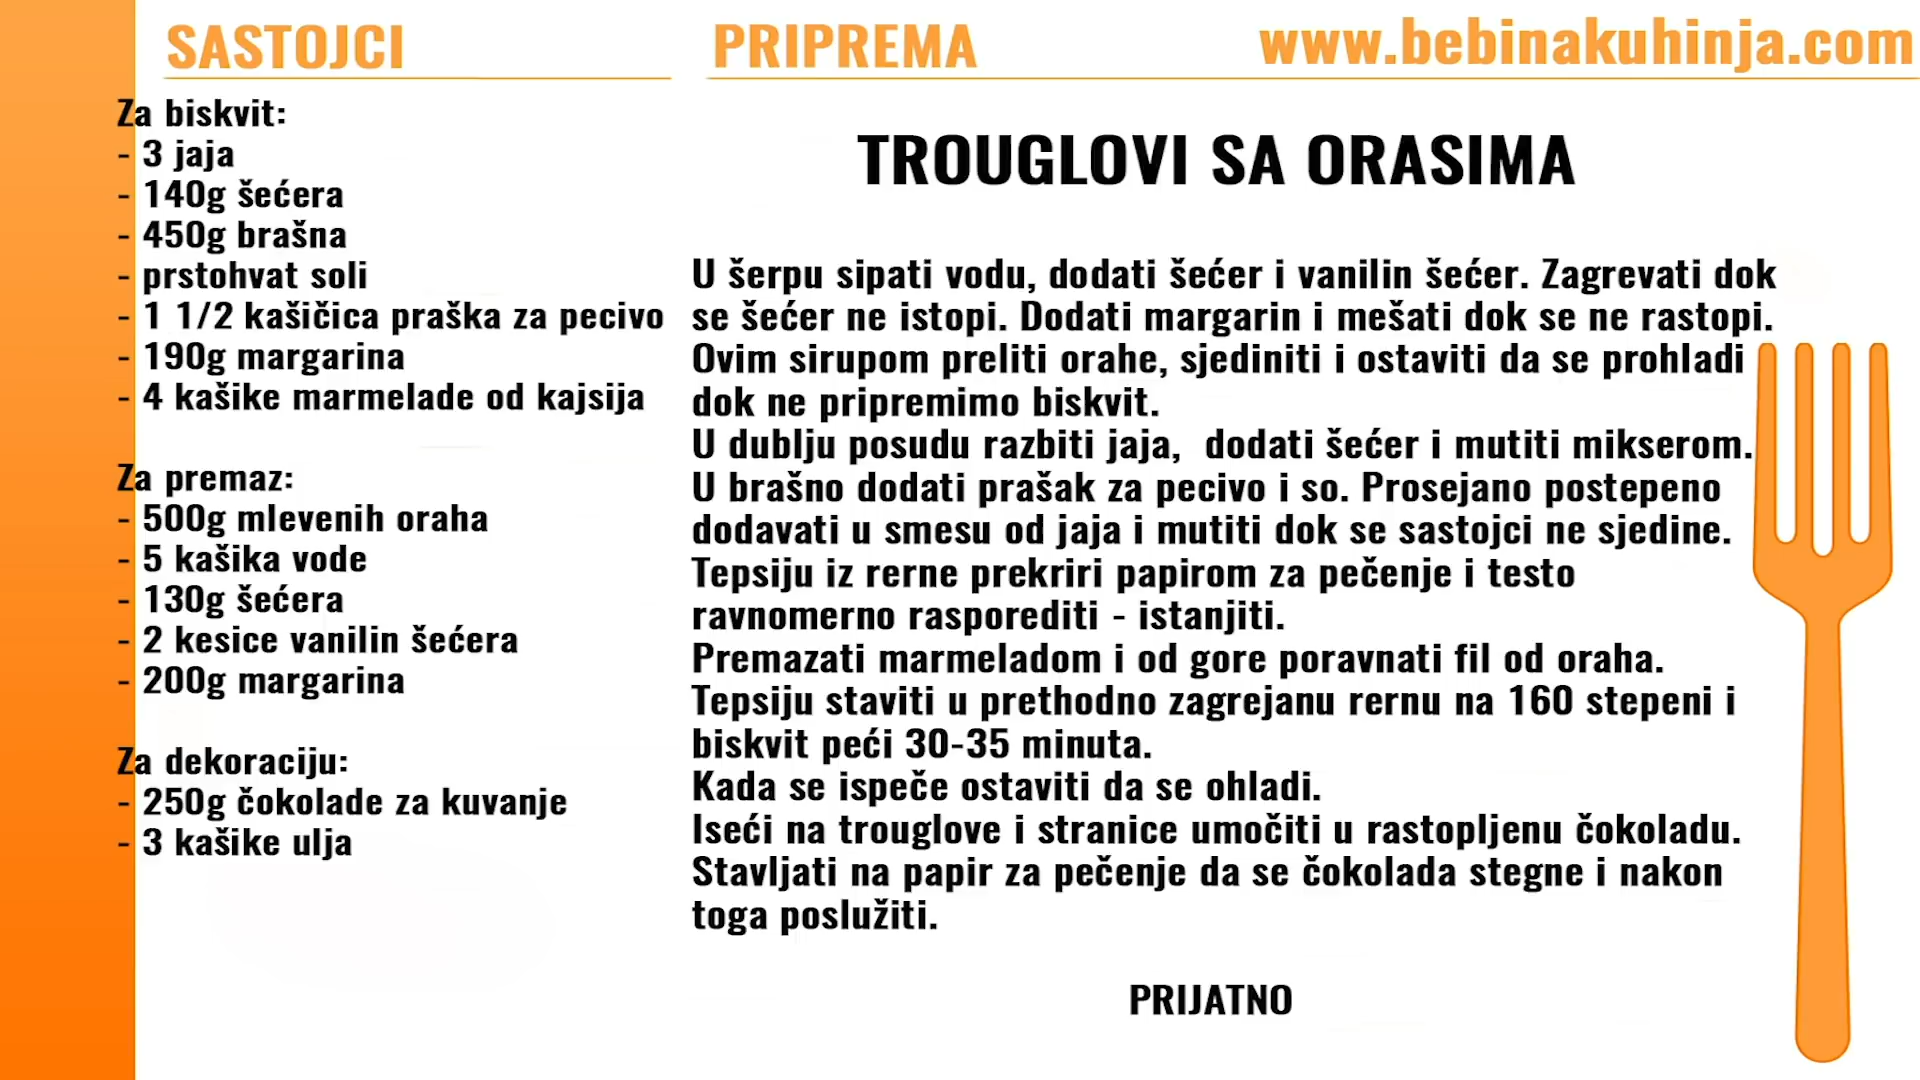 SASTOJCI
Za biskvit:
- 3 jaja
- 140g šećera
- 450g brašna
- prstohvat soli
- 1 1/2 kašičica praška za pecivo
- 190g margarina
- 4 kašike marmelade od kajsija
Za premaz:
- 500g mlevenih oraha
- 5 kašika vode
- 130g šećera
- 2 kesice vanilin šećera
- 200g margarina
Za dekoraciju:
- 250g čokolade za kuvanje
- 3 kašike ulja
PRIPREMA
www.bebinakuhinja.com
TROUGLOVI SA ORASIMA
U šerpu sipati vodu, dodati šećer i vanilin šećer. Zagrevati dok
se šećer ne istopi. Dodati margarin i mešati dok se ne rastopi.
Ovim sirupom preliti orahe, sjediniti i ostaviti da se prohladi
dok ne pripremimo biskvit.
U dublju posudu razbiti jaja,  dodati šećer i mutiti mikserom.
U brašno dodati prašak za pecivo i so. Prosejano postepeno
dodavati u smesu od jaja i mutiti dok se sastojci ne sjedine.
Tepsiju iz rerne prekriri papirom za pečenje i testo
ravnomerno rasporediti - istanjiti.
Premazati marmeladom i od gore poravnati fil od oraha.
Tepsiju staviti u prethodno zagrejanu rernu na 160 stepeni i
biskvit peći 30-35 minuta.
Kada se ispeče ostaviti da se ohladi.
Iseći na trouglove i stranice umočiti u rastopljenu čokoladu.
Stavljati na papir za pečenje da se čokolada stegne i nakon
toga poslužiti.
PRIJATNO